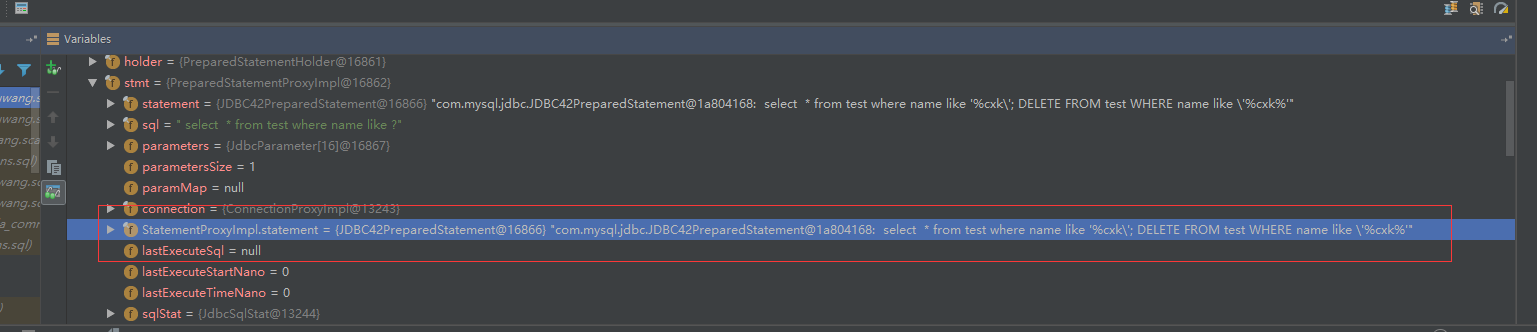 Variables
holder = {PreparedStatementHolder@16861}
stmt = {PreparedStatementProxyImpl@16862}
statement = {JDBC42PreparedStatement@16866} "com.mysql.jdbc.JDBC42PreparedStatement@1a804168:  select  * from test where name like '%cxk\'; DELETE FROM test WHERE name like \'%cxk%'"
sql = " select  * from test where name like ?"
parameters = {JdbcParameter[16]@16867}
parametersSize = 1
paramMap = null
connection = {ConnectionProxyImpl@13243}
StatementProxyImpl.statement = {JDBC42PreparedStatement@16866} "com.mysql.jdbc.JDBC42PreparedStatement@1a804168:  select  * from test where name like '%cxk\'; DELETE FROM test WHERE name like \'%cxk%'"
lastExecuteSql = null
lastExecuteStartNano = 0
lastExecuteTimeNano = 0
sqlStat = {JdbcSqlStat@13244}